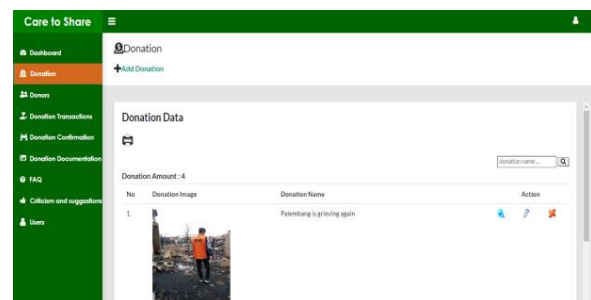 Care to Share
Dashboard
Donation
Donors
Donation Transactions
Donation Confirmation
Donation Documentation
FAQ
Criticism and suggestions
Users
Donation
Add Donation
Donation Data
donation name ...
Donation Amount : 4
No Donation Image Donation Name Action
1 Palembang is grieving again